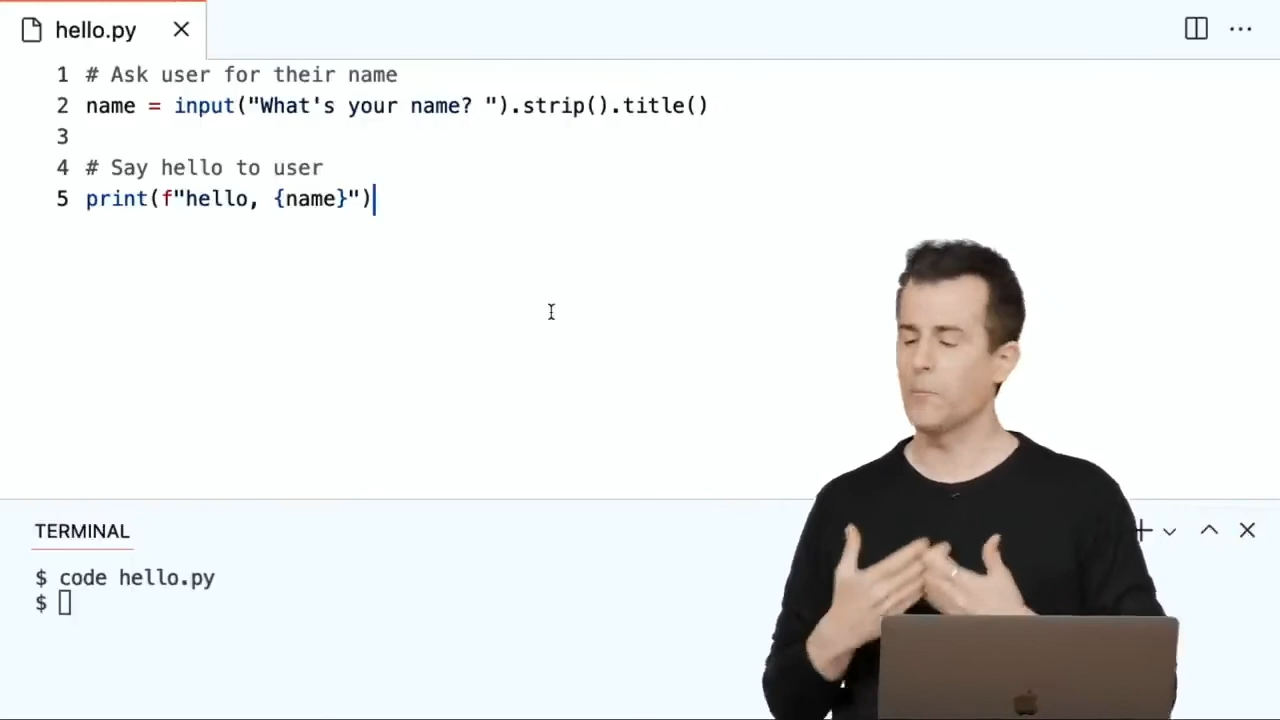 hello.py
1 # Ask user for their name
2 name = input("What's your name? ").strip().title()
3
4 # Say hello to user
5 print(f"hello, {name}")
TERMINAL
$ code hello.py
$